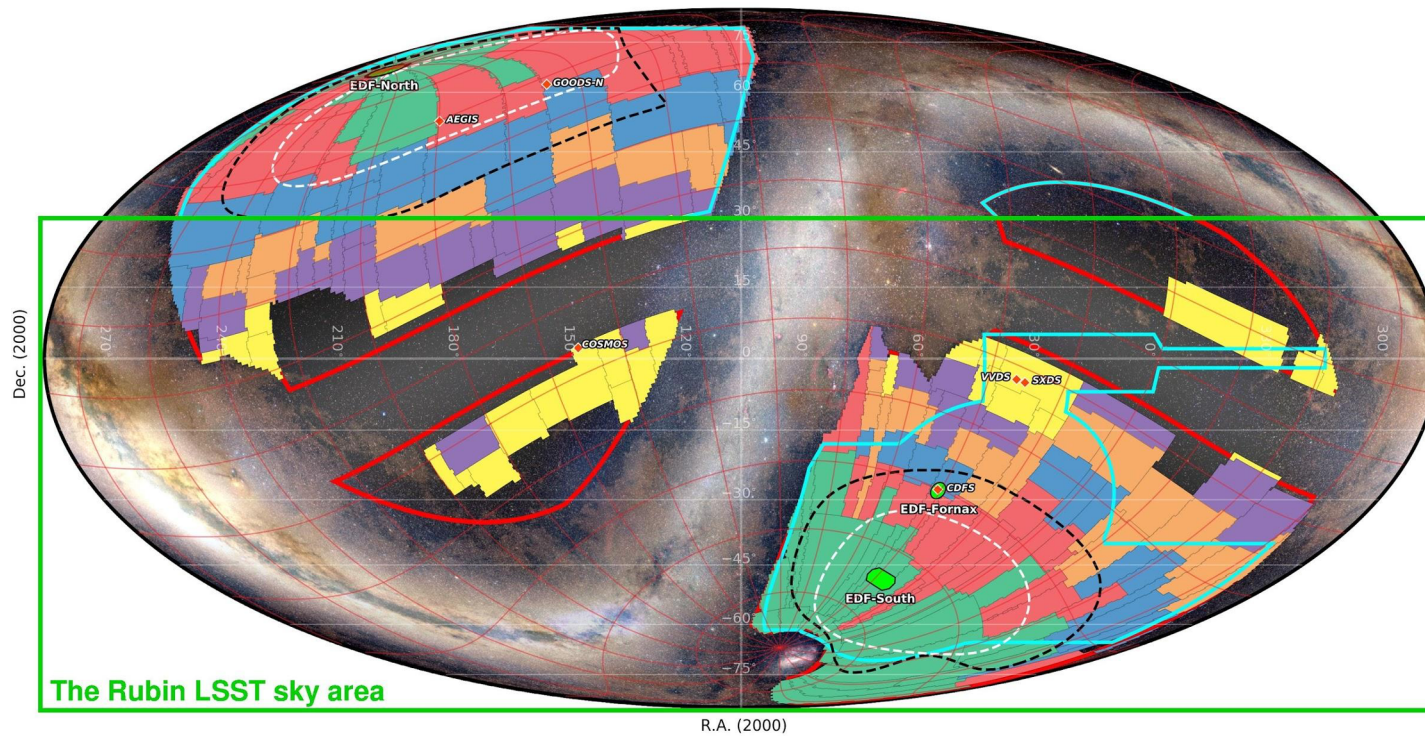 75°
60°
EDF-North
GOODS-N
AEGIS
45°
30°
15
270
240
210
180
150
120°
90
60
30
0
330
300
0
COSMOS
VVDS
SXDS
−15
−30.
CDFS
EDF-Fornax
−45
EDF-South
−60
−75°
Dec. (2000)
The Rubin LSST sky area
R.A. (2000)